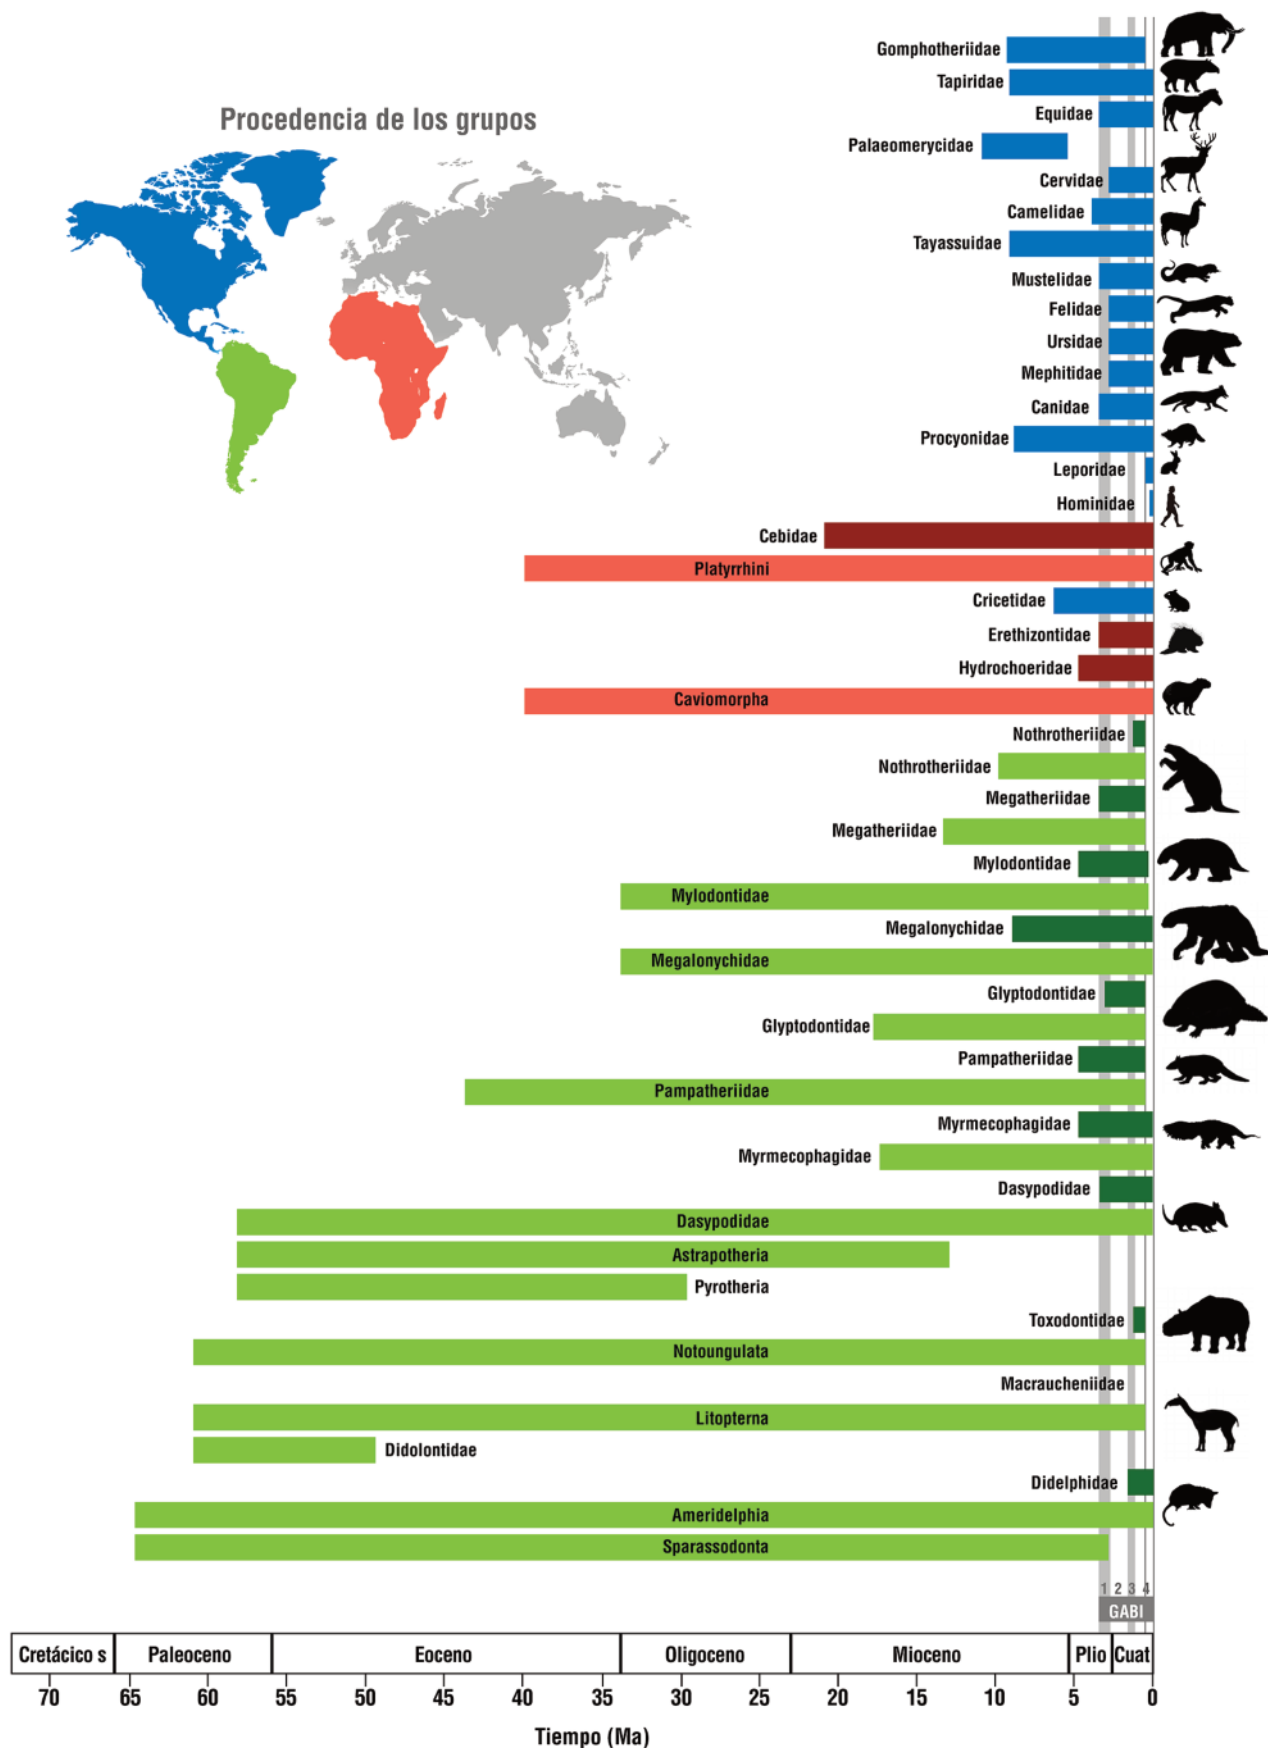 Procedencia de los grupos
Gomphotheriidae
Tapiridae
Equidae
Palaeomerycidae
Cervidae
Camelidae
Tayassuidae
Mustelidae
Felidae
Ursidae
Mephitidae
Canidae
Procyonidae
Leporidae
Hominidae
Cebidae
Platyrrhini
Cricetidae
Erethizontidae
Hydrochoeridae
Caviomorpha
Nothrotheriidae
Nothrotheriidae
Megatheriidae
Megatheriidae
Mylodontidae
Mylodontidae
Megalonychidae
Megalonychidae
Glyptodontidae
Glyptodontidae
Pampatheriidae
Pampatheriidae
Myrmecophagidae
Myrmecophagidae
Dasypodidae
Dasypodidae
Astrapotheria
Pyrotheria
Toxodontidae
Notoungulata
Macraucheniidae
Litopterna
Didolontidae
Didelphidae
Ameridelphia
Sparassodonta
1 2 3 4
GABI
Cretácico s Paleoceno Eoceno Oligoceno Mioceno Plio Cuat
70 65 60 55 50 45 40 35 30 25 20 15 10 5 0
Tiempo (Ma)